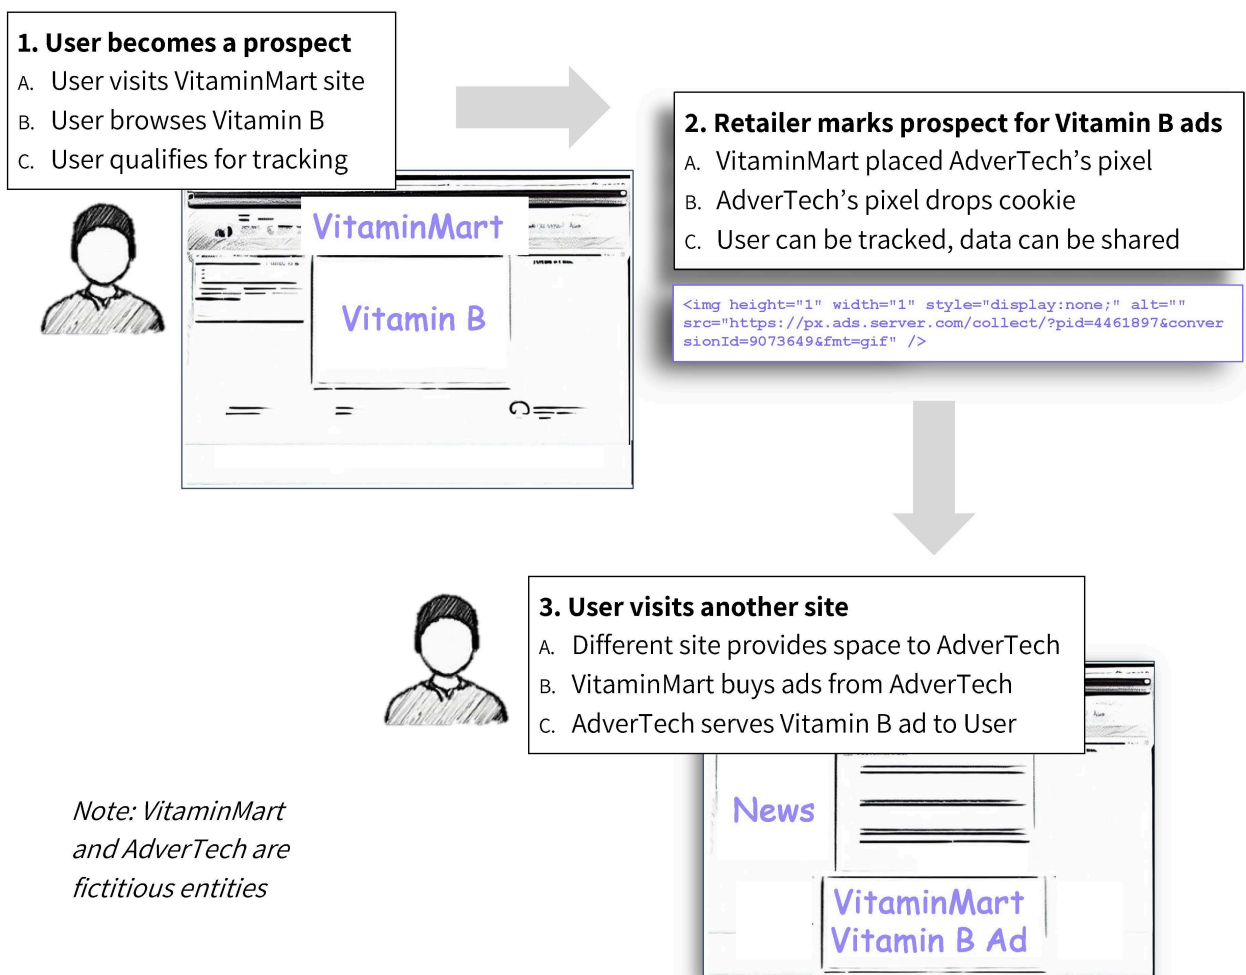 1. User becomes a prospect
A. User visits VitaminMart site
B. User browses Vitamin B
C. User qualifies for tracking
VitaminMart
Vitamin B
2. Retailer marks prospect for Vitamin B ads
A. VitaminMart placed AdverTech’s pixel
B. AdverTech’s pixel drops cookie
C. User can be tracked, data can be shared
<img height="1" width="1" style="display:none;" alt=""
src="https://px.ads.server.com/collect/?pid=4461897&conver
sionId=9073649&fmt=gif" />
3. User visits another site
A. Different site provides space to AdverTech
B. VitaminMart buys ads from AdverTech
C. AdverTech serves Vitamin B ad to User
News
VitaminMart
Vitamin B Ad
Note: VitaminMart
and AdverTech are
fictitious entities